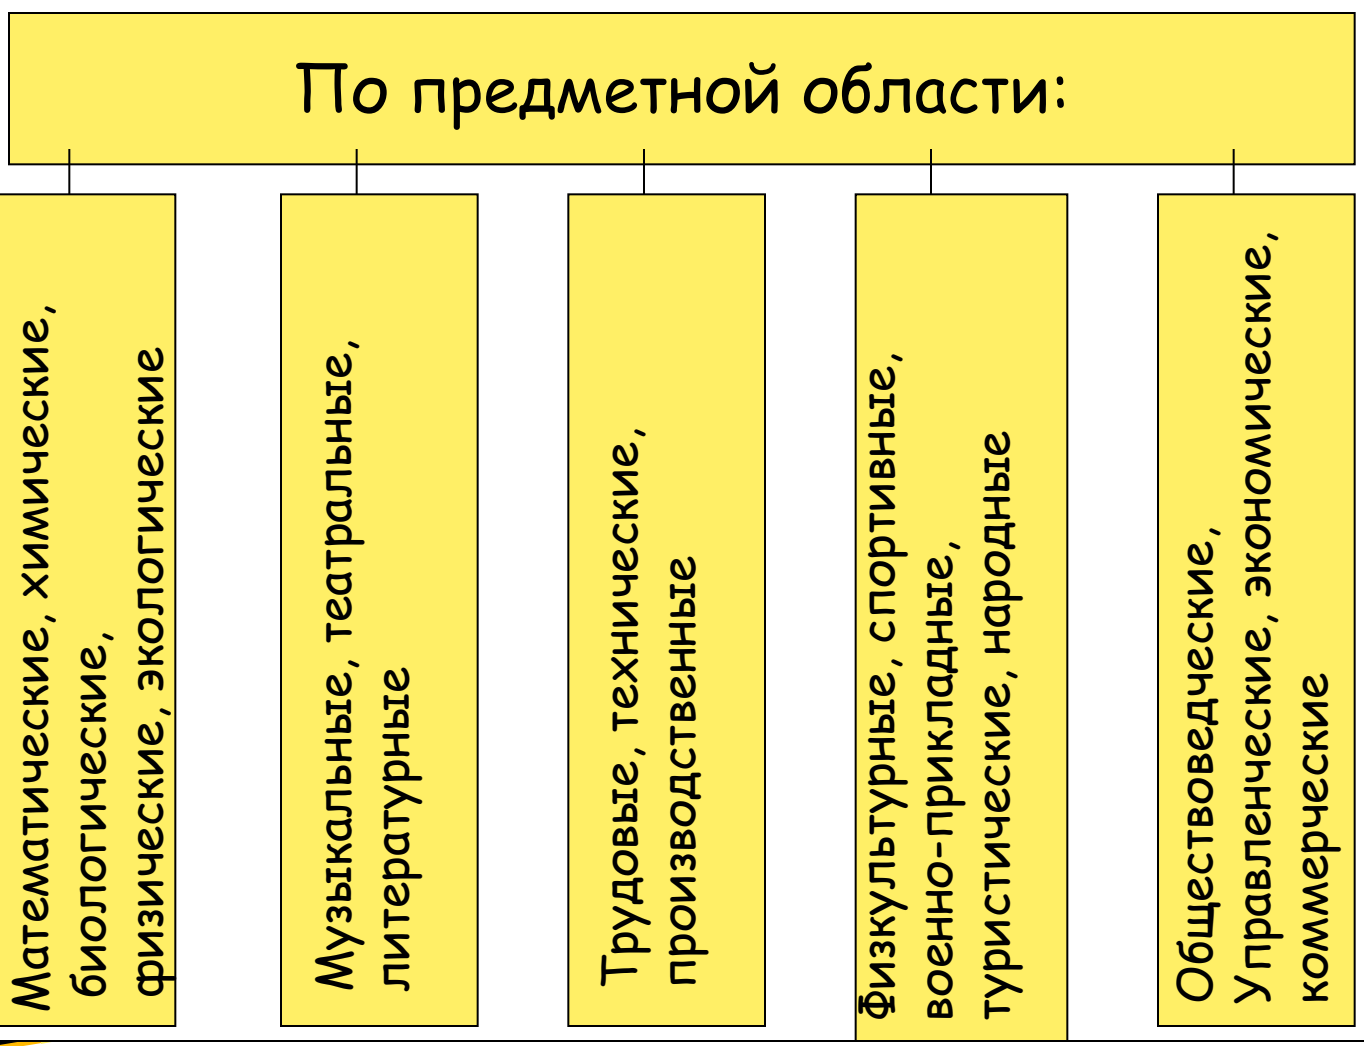 По предметной области:
Математические, химические,
биологические,
физические, экологические
Музыкальные, театральные,
литературные
Трудовые, технические,
производственные
Физкультурные, спортивные,
военно-прикладные,
туристические, народные
Обществоведческие,
Управленческие, экономические,
коммерческие